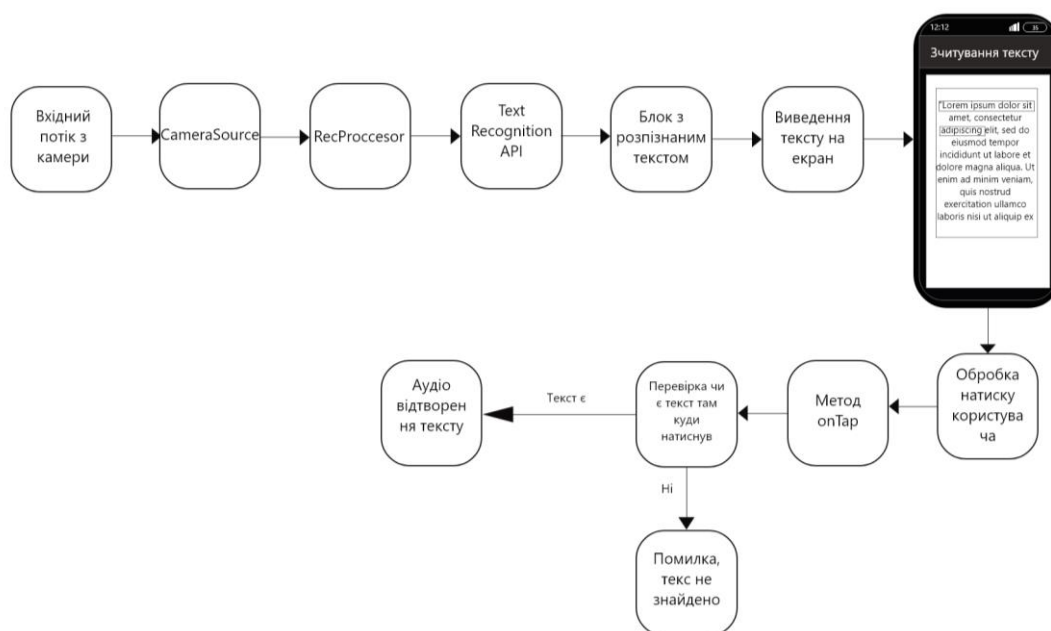 Вхідний
потік з
камери
CameraSource
RecProccesor
Text
Recognition
API
Блок з
розпізнаним
текстом
Виведення
тексту на
екран
12:12
Зчитування тексту
"Lorem ipsum dolor sit
amet, consectetur
adipiscing elit, sed do
eiusmod tempor
incididunt ut labore et
dolore magna aliqua. Ut
enim ad minim veniam,
quis nostrud
exercitation ullamco
laboris nisi ut aliquip ex
Обробка
натиску
користува
ча
Метод
onTap
Перевірка чи
є текст там
куди
натиснув
Текст є
Аудіо
відтворен
ня тексту
Ні
Помилка,
текс не
знайдено